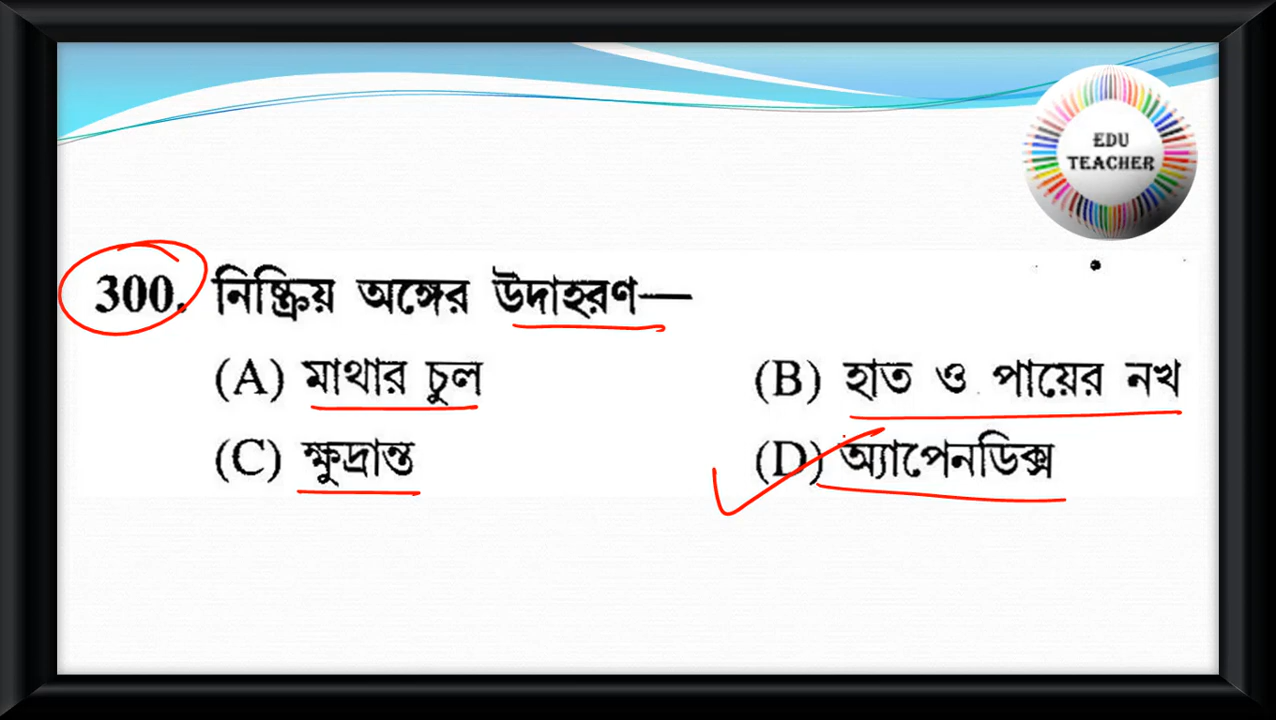 EDU
TEACHER
300. নিষ্ক্রিয় অঙ্গের উদাহরণ—
(A) মাথার চুল (B) হাত ও পায়ের নখ
(C) ক্ষুদ্রান্ত (D) অ্যাপেনডিক্স